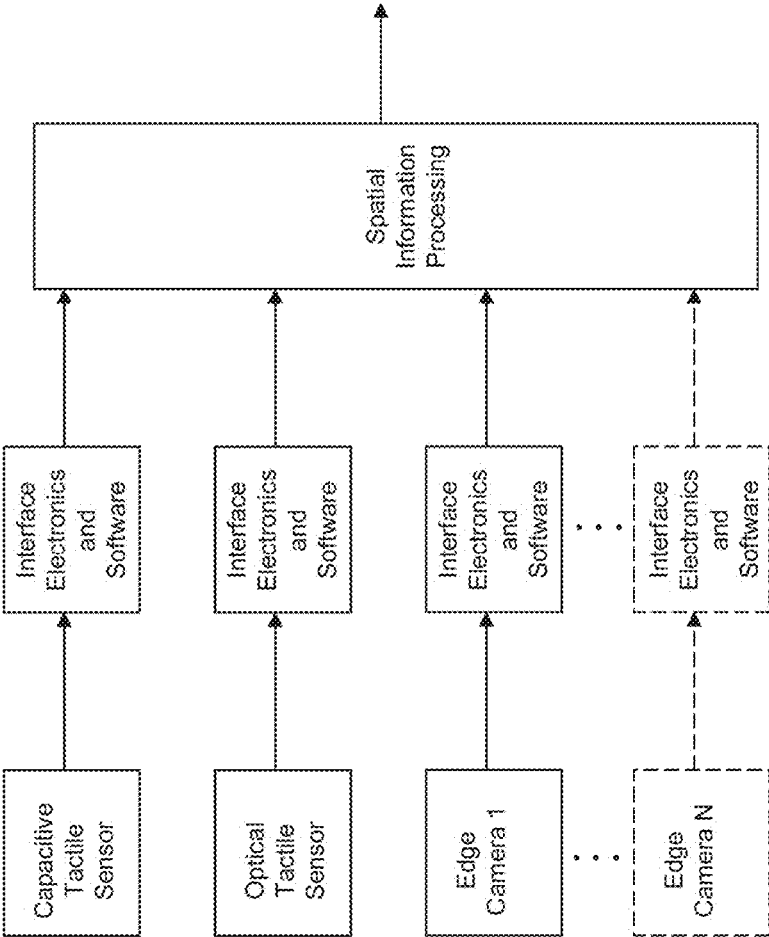 Capacitive
Tactile
Sensor
Interface
Electronics
and
Software
Optical
Tactile
Sensor
Interface
Electronics
and
Software
Edge
Camera 1
Interface
Electronics
and
Software
Edge
Camera N
Interface
Electronics
and
Software
Spatial
Information
Processing